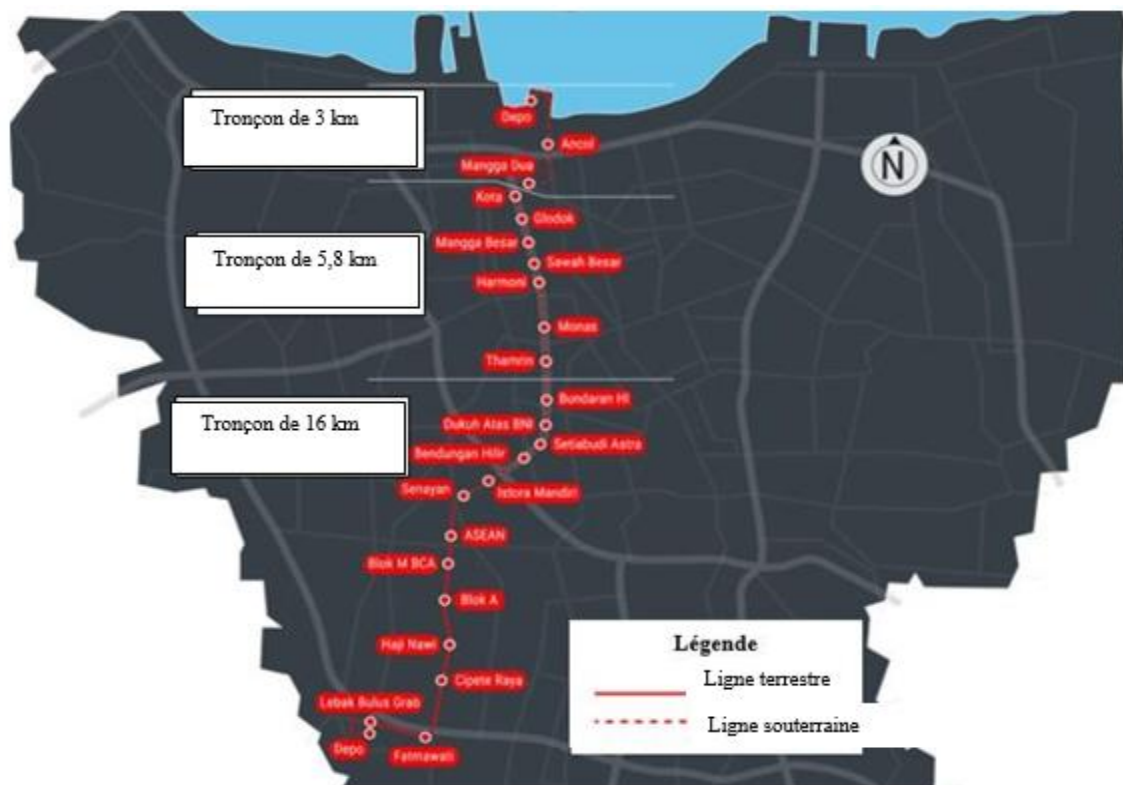 Tronçon de 3 km
Depo
Ancol
Mangga Dua
Kota
Glodok
Mangga Besar
Tronçon de 5,8 km
Sawah Besar
Harmoni
Monas
Thamrin
Bundaran HI
Tronçon de 16 km
Dukuh Atas BNI
Setiabudi Astra
Bendungan Hilir
Senayan
Istora Mandiri
ASEAN
Blok M BCA
Blok A
Haji Nawi
Cipete Raya
Lebak Bulus Grab
Depo
Fatmawati
N
Légende
Ligne terrestre
Ligne souterraine